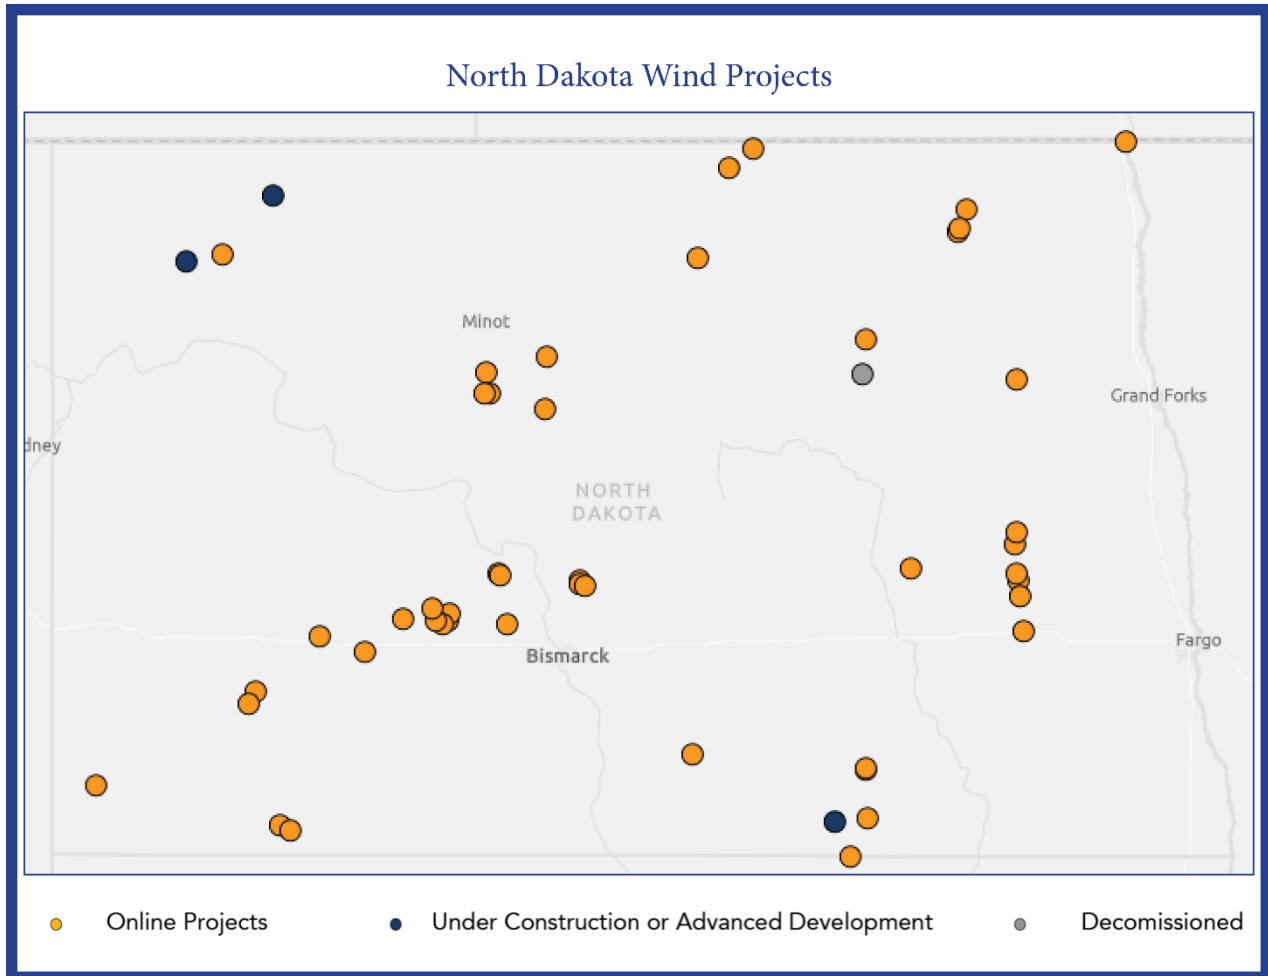 North Dakota Wind Projects
Minot
Grand Forks
dney
NORTH
DAKOTA
Bismarck
Fargo
Online Projects
Under Construction or Advanced Development
Decomissioned